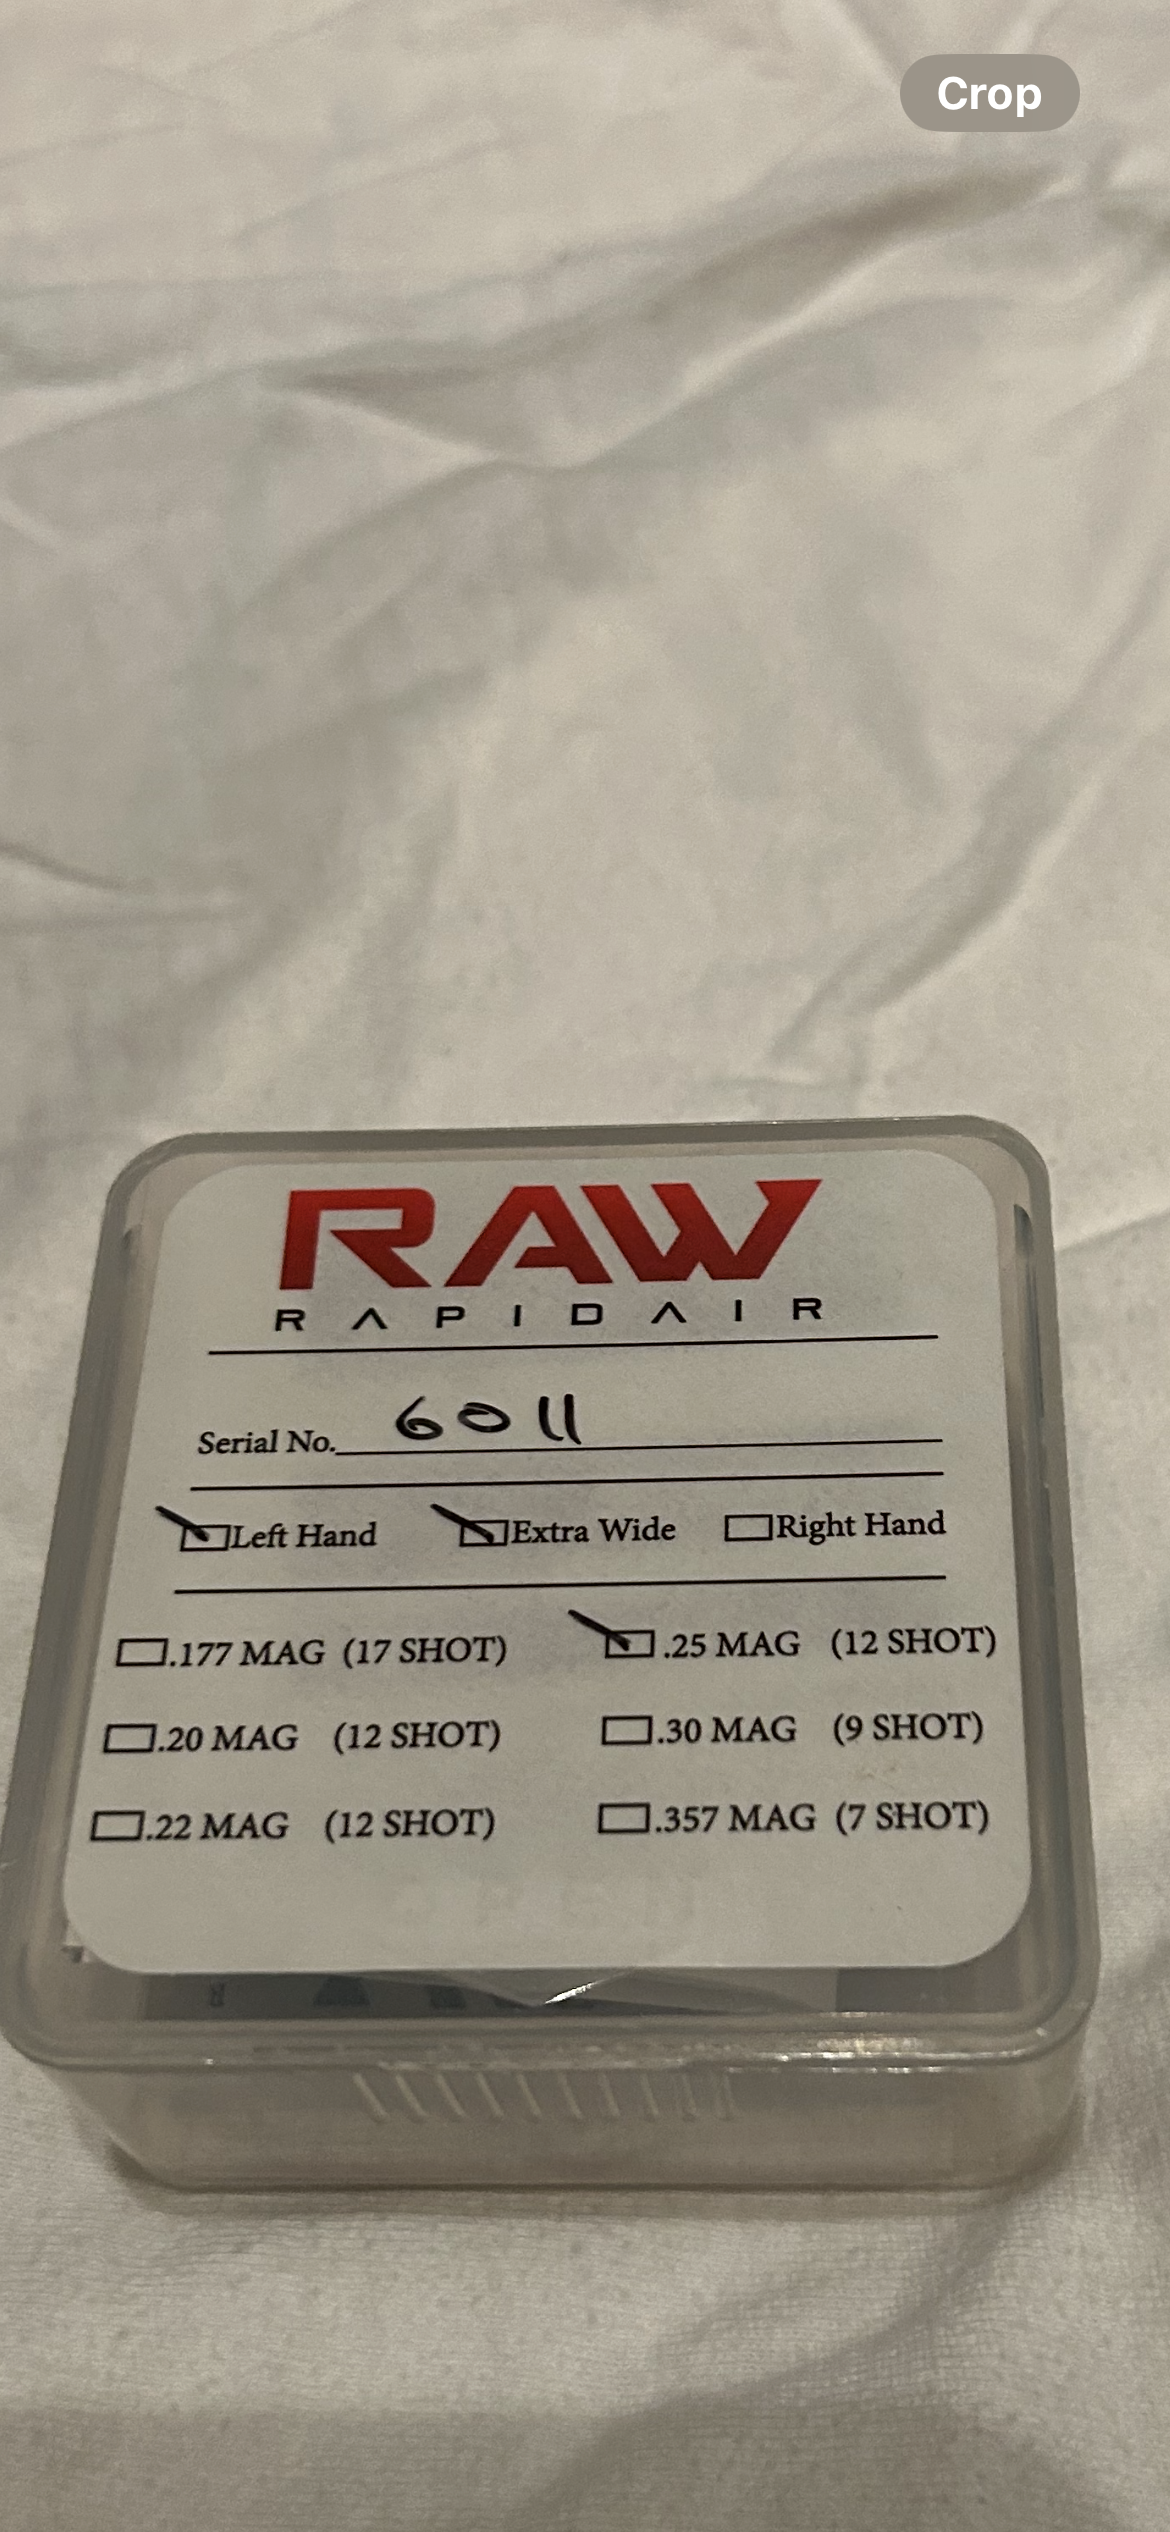 Crop
RAW
RAPIDAIR
Serial No. 6011
Left Hand Extra Wide Right Hand
.177 MAG (17 SHOT) .25 MAG (12 SHOT)
.20 MAG (12 SHOT) .30 MAG (9 SHOT)
.22 MAG (12 SHOT) .357 MAG (7 SHOT)